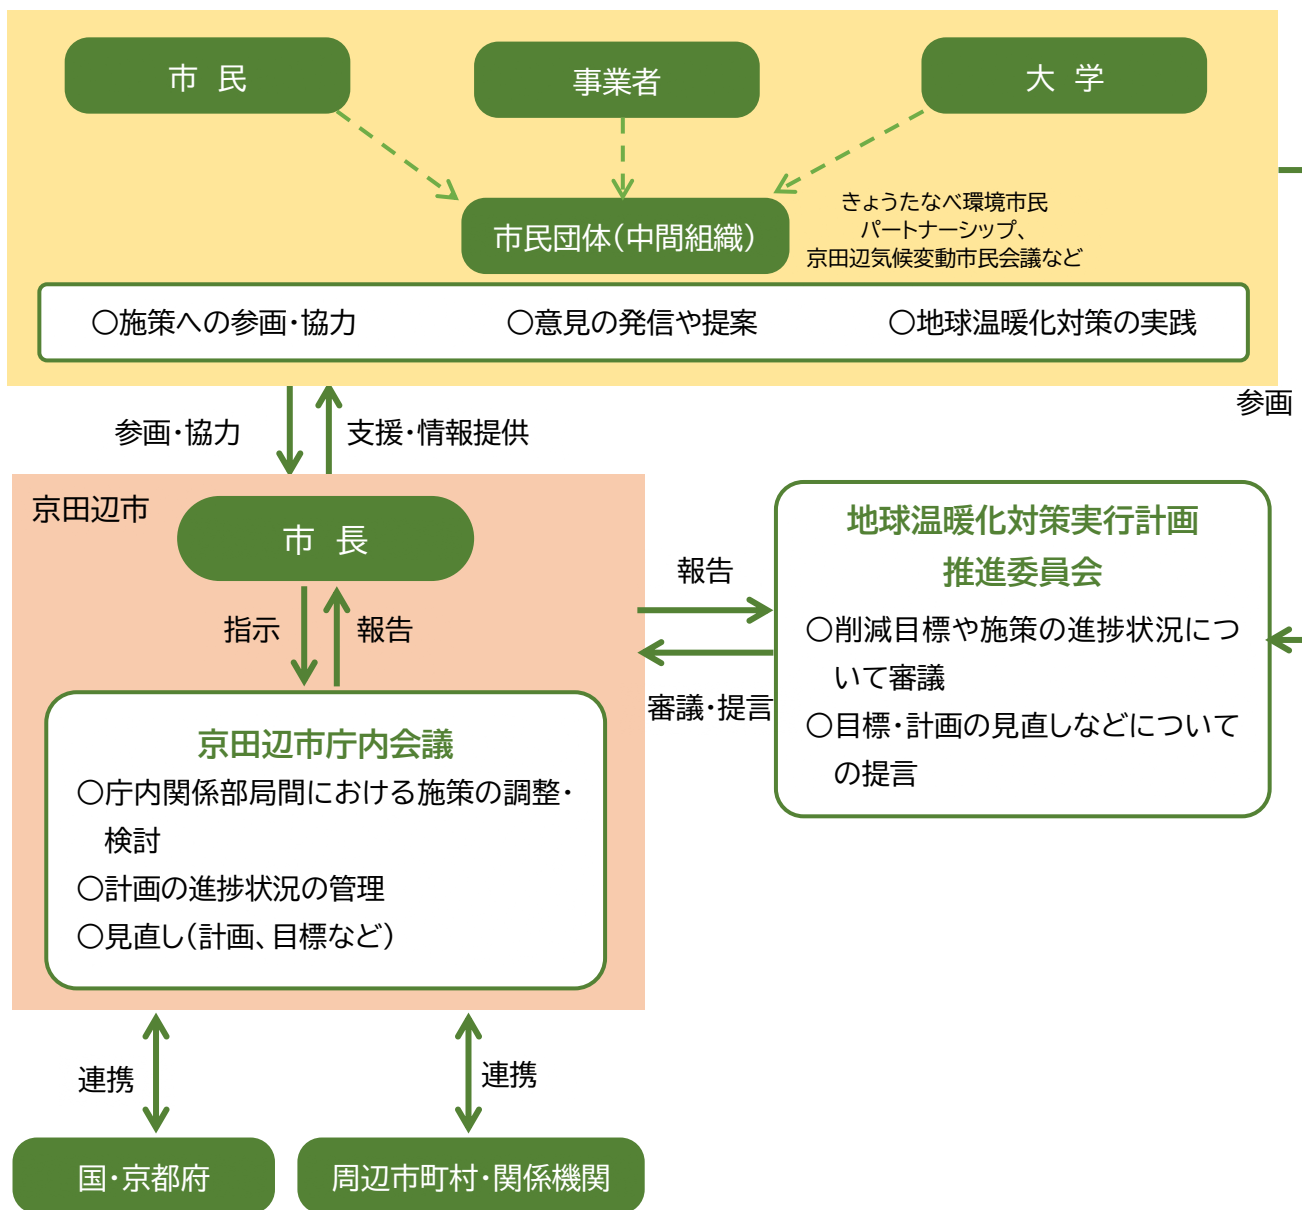 市 民
事業者
大 学
市民団体(中間組織)
きょうたなべ環境市民
パートナーシップ、
京田辺気候変動市民会議など
○施策への参画・協力
○意見の発信や提案
○地球温暖化対策の実践
参画
参画・協力
支援・情報提供
京田辺市
市 長
指示
報告
京田辺市庁内会議
○庁内関係部局間における施策の調整・
検討
○計画の進捗状況の管理
○見直し(計画、目標など)
報告
審議・提言
地球温暖化対策実行計画
推進委員会
○削減目標や施策の進捗状況につ
いて審議
○目標・計画の見直しなどについて
の提言
連携
連携
国・京都府
周辺市町村・関係機関